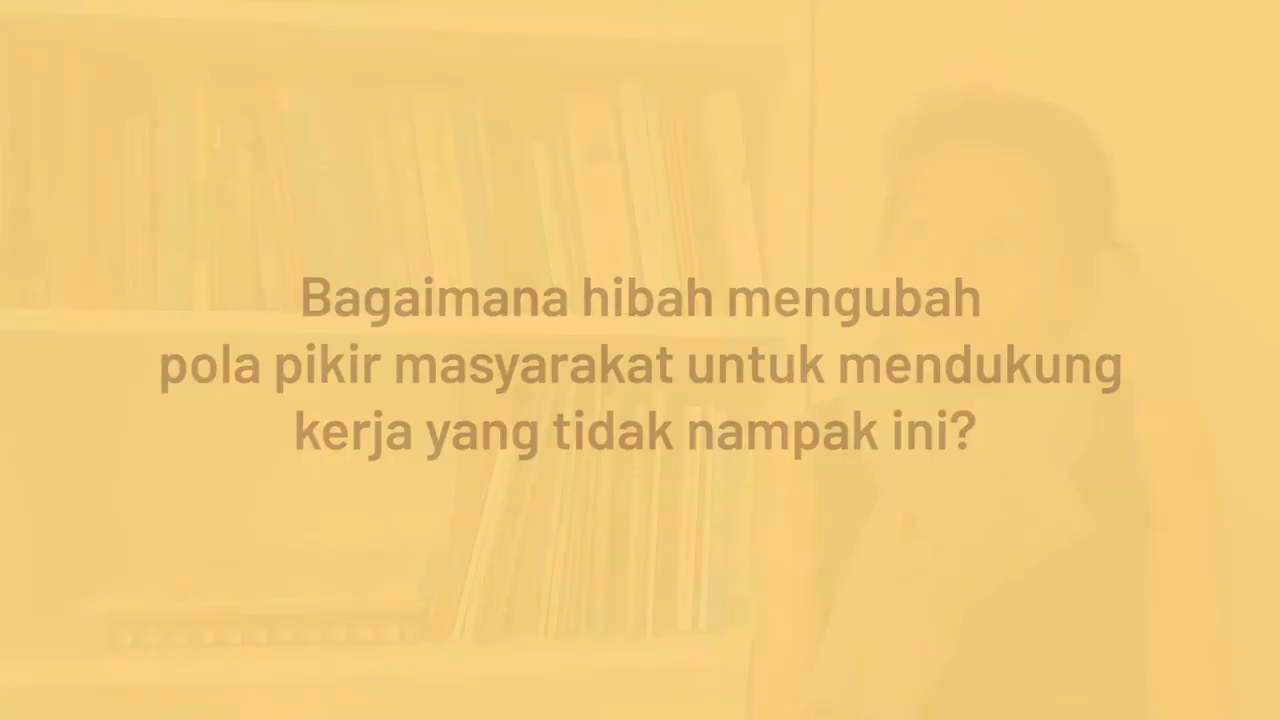 Bagaimana hibah mengubah
pola pikir masyarakat untuk mendukung
kerja yang tidak nampak ini?